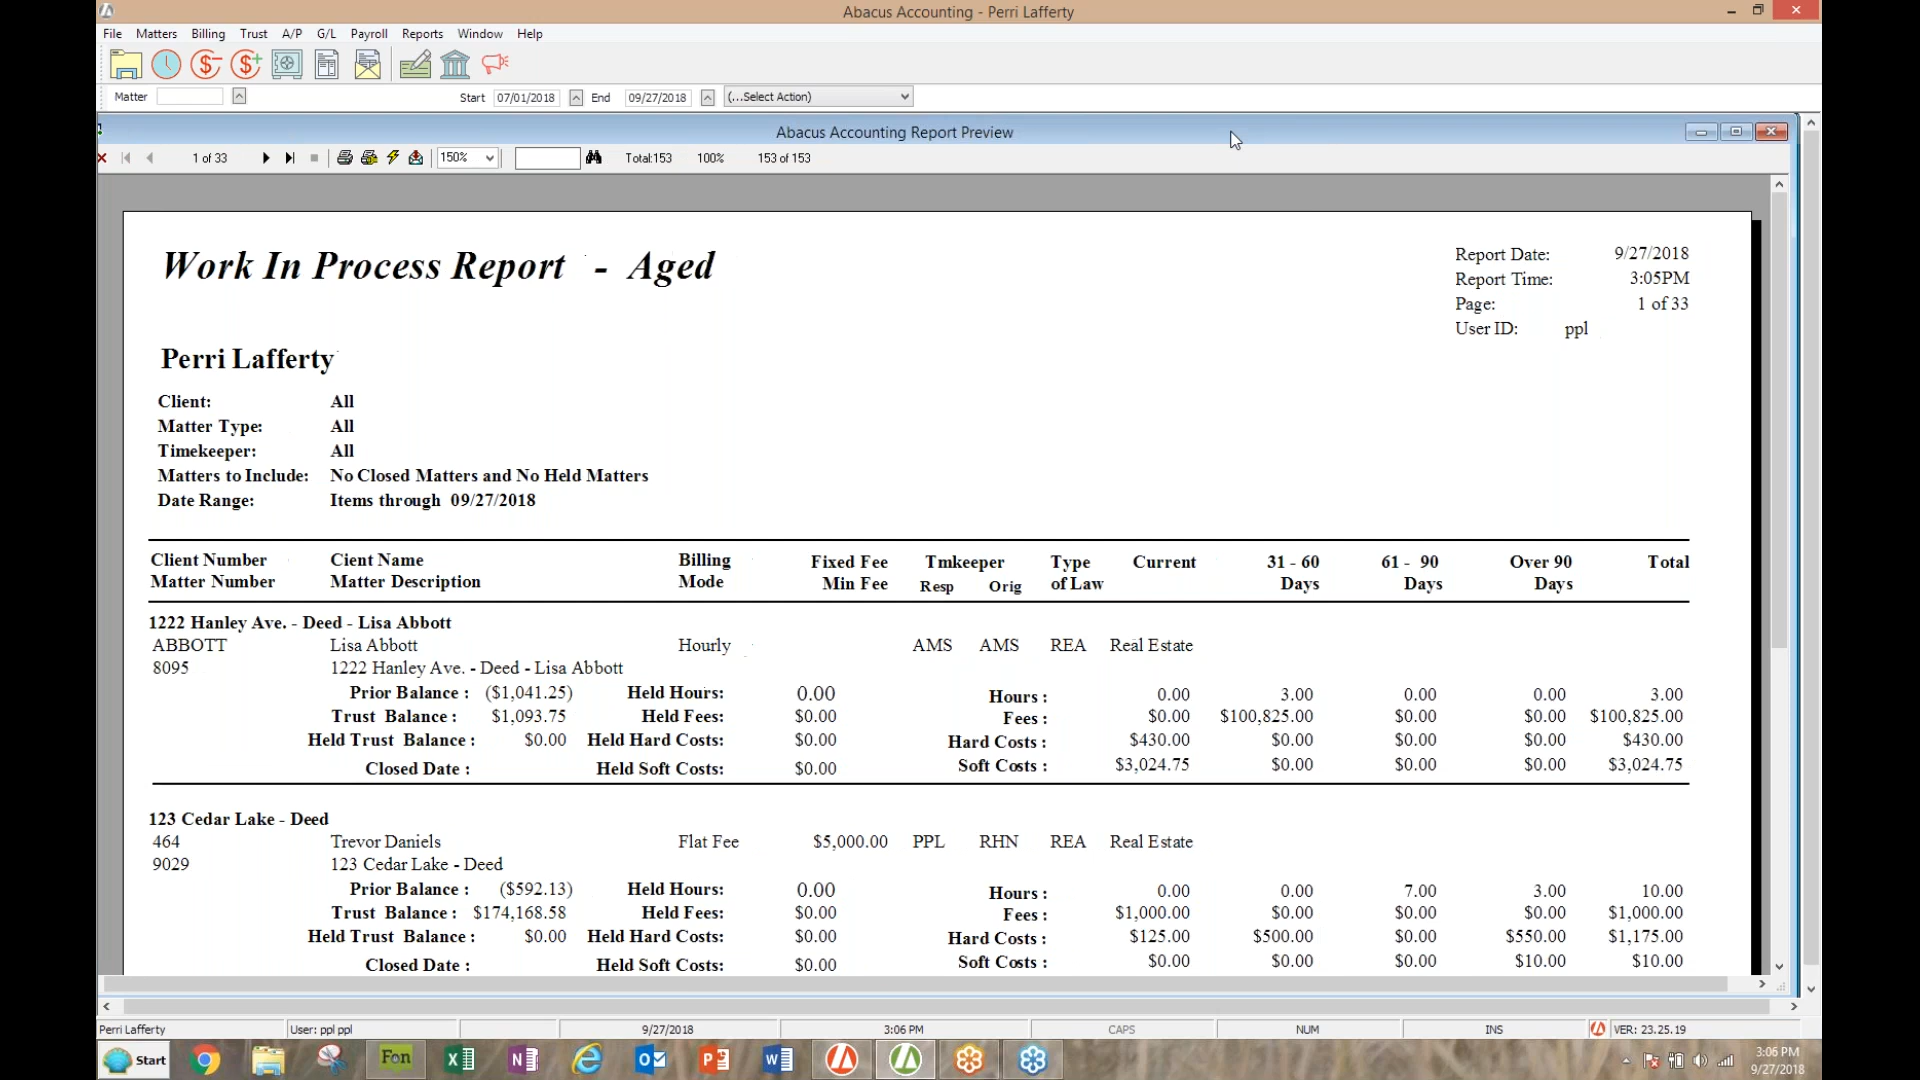 Abacus Accounting - Perri Lafferty
File Matters Billing Trust A/P G/L Payroll Reports Window Help
Matter Start 07/01/2018 End 09/27/2018 (...Select Action)
Abacus Accounting Report Preview
1 of 33 150% Total:153 100% 153 of 153
Work In Process Report - Aged
Report Date: 9/27/2018
Report Time: 3:05PM
Page: 1 of 33
User ID: ppl
Perri Lafferty
Client: All
Matter Type: All
Timekeeper: All
Matters to Include: No Closed Matters and No Held Matters
Date Range: Items through 09/27/2018
Client Number Cient Name Billing Fixed Fee Tmkeeper Type Current 31 - 60 61 - 90 Over 90 Total
Matter Number Matter Description Mode Min Fee Resp Orig of Law Days Days Days
1222 Hanley Ave. - Deed - Lisa Abbott
ABBOTT Lisa Abbott Hourly AMS AMS REA Real Estate
8095 1222 Hanley Ave. - Deed - Lisa Abbott
Prior Balance : ($1,041.25) Held Hours: 0.00 Hours : 0.00 3.00 0.00 0.00 3.00
Trust Balance : $1,093.75 Held Fees: $0.00 Fees : $0.00 $100,825.00 $0.00 $0.00 $100,825.00
Held Trust Balance : $0.00 Held Hard Costs: $0.00 Hard Costs : $430.00 $0.00 $0.00 $0.00 $430.00
Closed Date : Held Soft Costs: $0.00 Soft Costs : $3,024.75 $0.00 $0.00 $0.00 $3,024.75
123 Cedar Lake - Deed
464 Trevor Daniels Flat Fee $5,000.00 PPL RHN REA Real Estate
9029 123 Cedar Lake - Deed
Prior Balance : ($592.13) Held Hours: 0.00 Hours : 0.00 0.00 7.00 3.00 10.00
Trust Balance : $174,168.58 Held Fees: $0.00 Fees : $1,000.00 $0.00 $0.00 $0.00 $1,000.00
Held Trust Balance : $0.00 Held Hard Costs: $0.00 Hard Costs : $125.00 $500.00 $0.00 $550.00 $1,175.00
Closed Date : Held Soft Costs: $0.00 Soft Costs : $0.00 $0.00 $0.00 $10.00 $10.00
Perri Lafferty User: ppl ppl 9/27/2018 3:06 PM CAPS NUM INS VER: 23.25.19
Start Fon 3:06 PM
9/27/2018